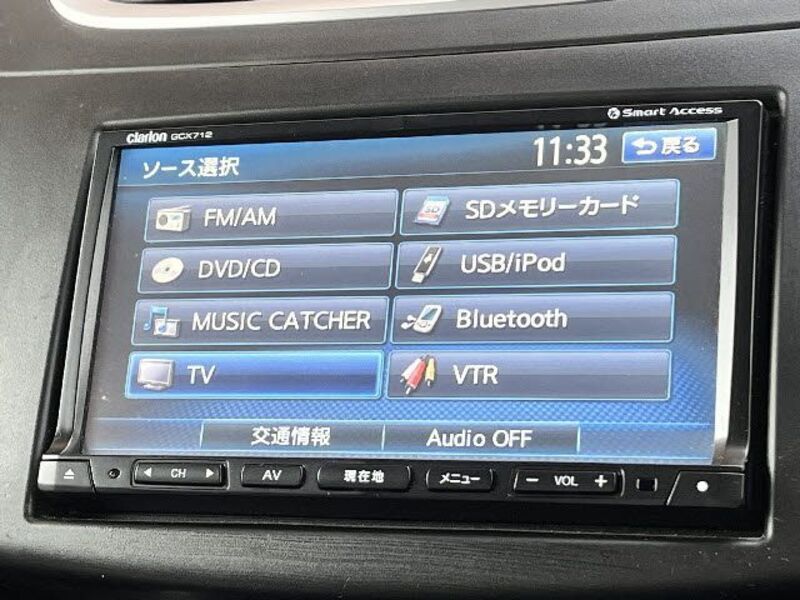 Smart Access
clarion GCX712
ソース選択
11:33
戻る
FM/AM
SDメモリーカード
SD
DVD/CD
USB/iPod
MUSIC CATCHER
Bluetooth
TV
VTR
交通情報
Audio OFF
CH
AV
現在地
メニュー
− VOL +